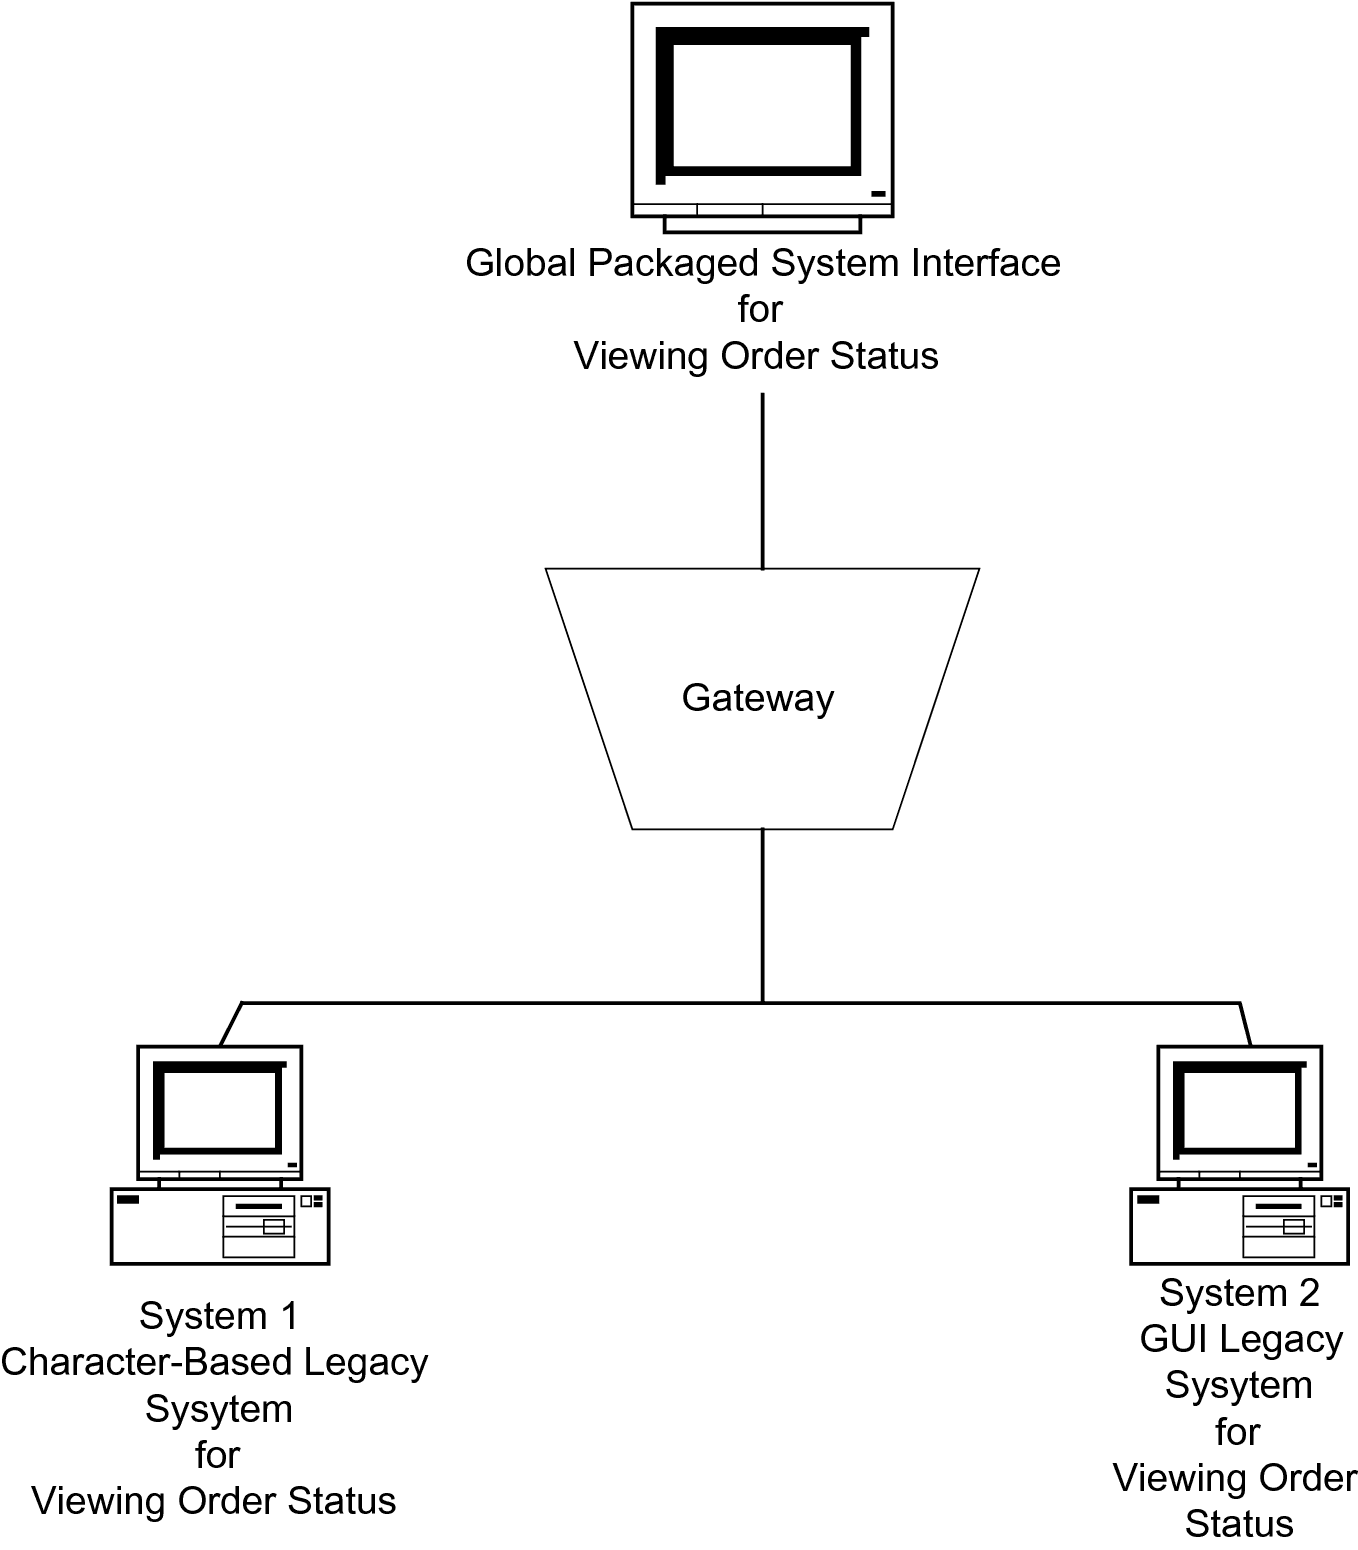 Global Packaged System Interface
for
Viewing Order Status
Gateway
System 1
Character-Based Legacy
Sysytem
for
Viewing Order Status
System 2
GUI Legacy
Sysytem
for
Viewing Order
Status